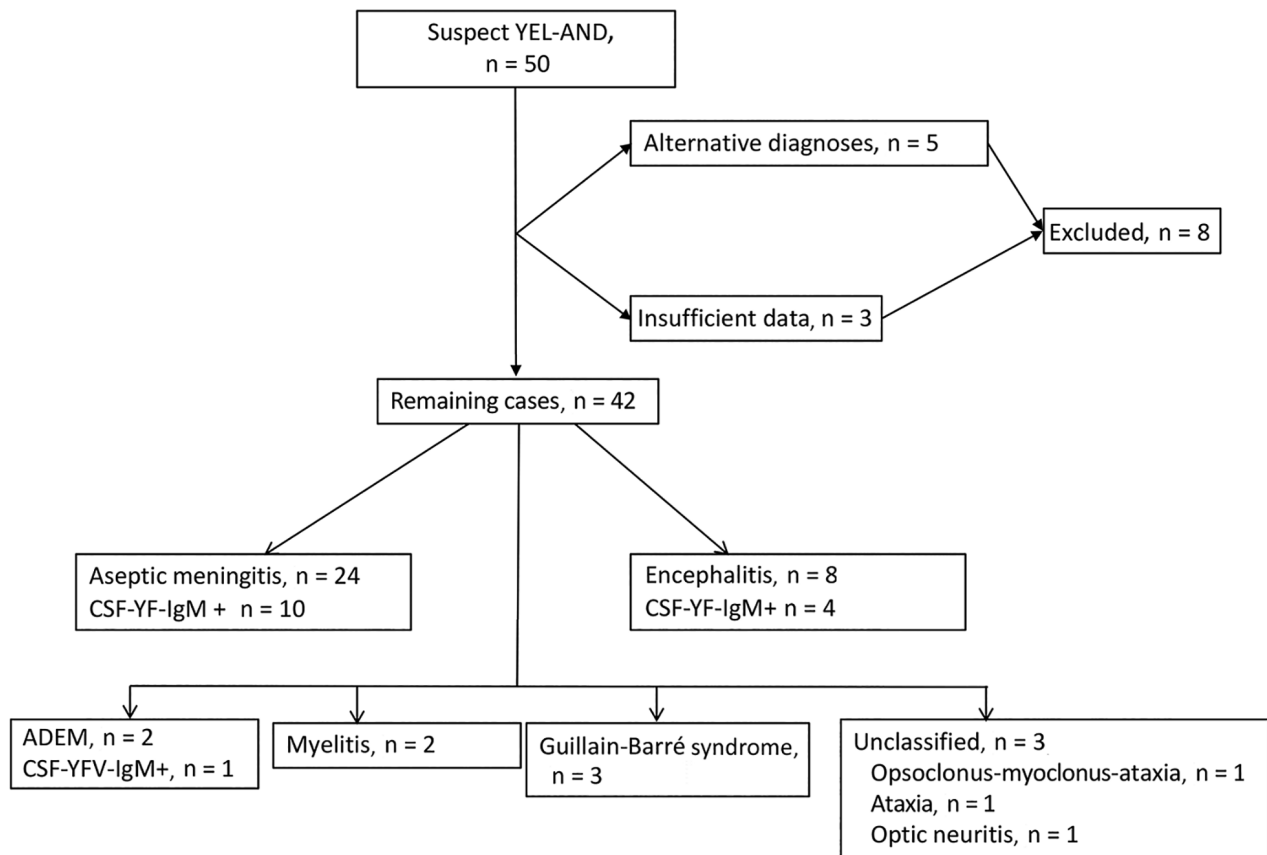 Suspect YEL-AND,
n = 50
Alternative diagnoses, n = 5
Excluded, n = 8
Insufficient data, n = 3
Remaining cases, n = 42
Aseptic meningitis, n = 24
CSF-YF-IgM + n = 10
Encephalitis, n = 8
CSF-YF-IgM+ n = 4
ADEM, n = 2
CSF-YFV-IgM+, n = 1
Myelitis, n = 2
Guillain-Barré syndrome,
n = 3
Unclassified, n = 3
Opsoclonus-myoclonus-ataxia, n = 1
Ataxia, n = 1
Optic neuritis, n = 1